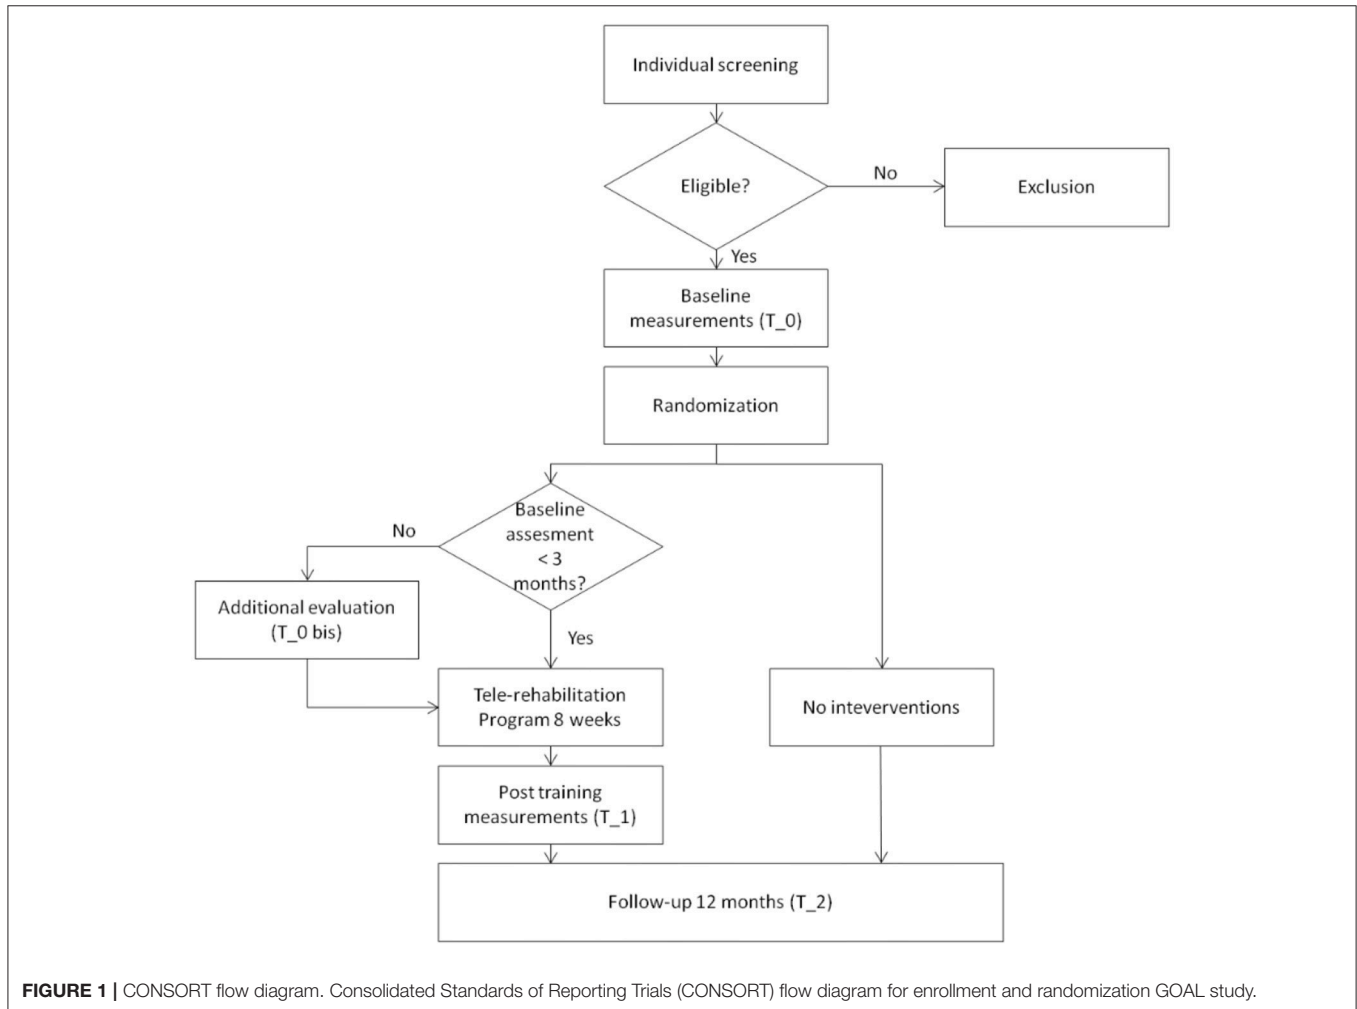 Individual screening
Eligible?
No
Exclusion
Yes
Baseline
measurements (T_0)
Randomization
Baseline
assesment
< 3
months?
No
Additional evaluation
(T_0 bis)
Yes
Tele-rehabilitation
Program 8 weeks
No inteverventions
Post training
measurements (T_1)
Follow-up 12 months (T_2)
FIGURE 1 | CONSORT flow diagram. Consolidated Standards of Reporting Trials (CONSORT) flow diagram for enrollment and randomization GOAL study.